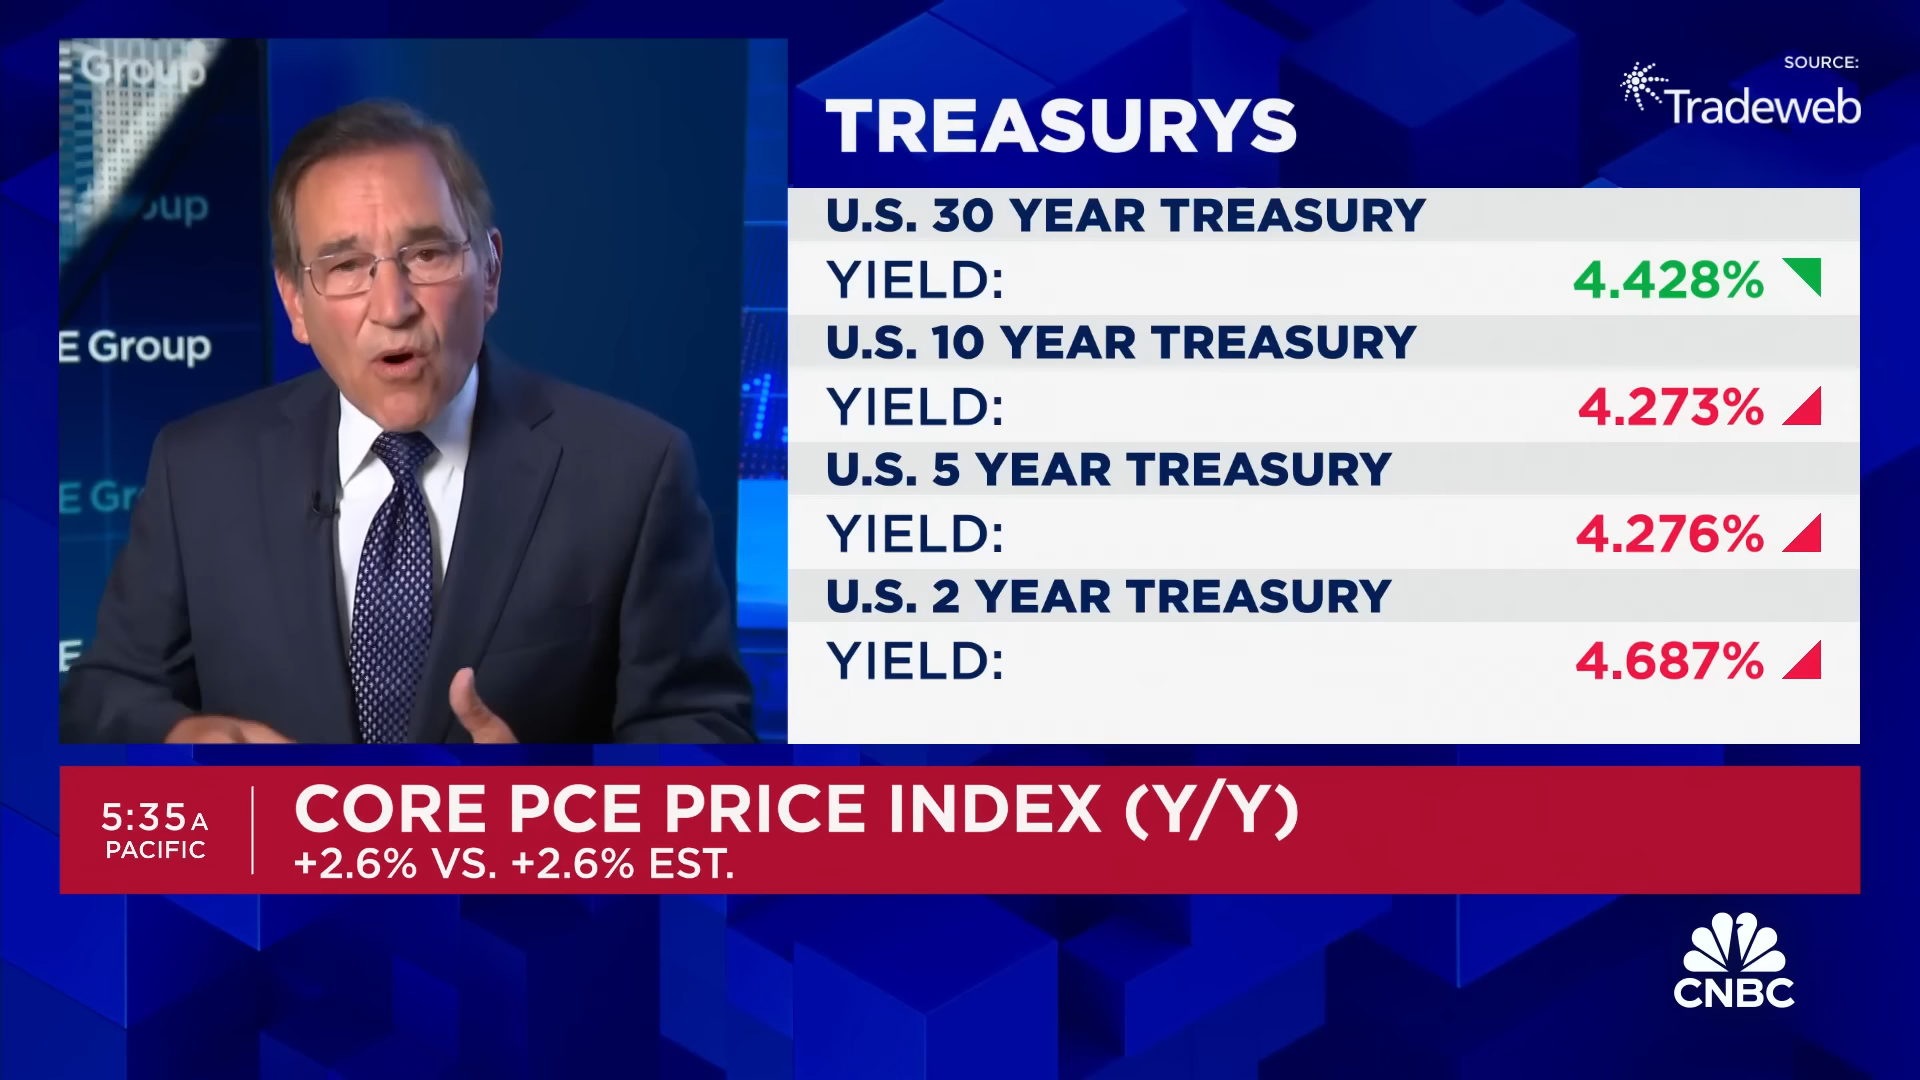 E Group
oup
E Group
E Gr
E
SOURCE:
Tradeweb
TREASURYS
U.S. 30 YEAR TREASURY
YIELD: 4.428%
U.S. 10 YEAR TREASURY
YIELD: 4.273%
U.S. 5 YEAR TREASURY
YIELD: 4.276%
U.S. 2 YEAR TREASURY
YIELD: 4.687%
5:35A
PACIFIC
CORE PCE PRICE INDEX (Y/Y)
+2.6% VS. +2.6% EST.
CNBC